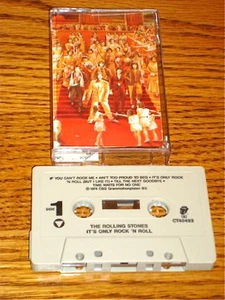 IF YOU CAN'T ROCK ME • AIN'T TOO PROUD TO BEG • IT'S ONLY ROCK
'N ROLL (BUT I LIKE IT) • TILL THE NEXT GOODBYE •
TIME WAITS FOR NO ONE
SIDE
1
THE ROLLING STONES
IT'S ONLY ROCK 'N ROLL